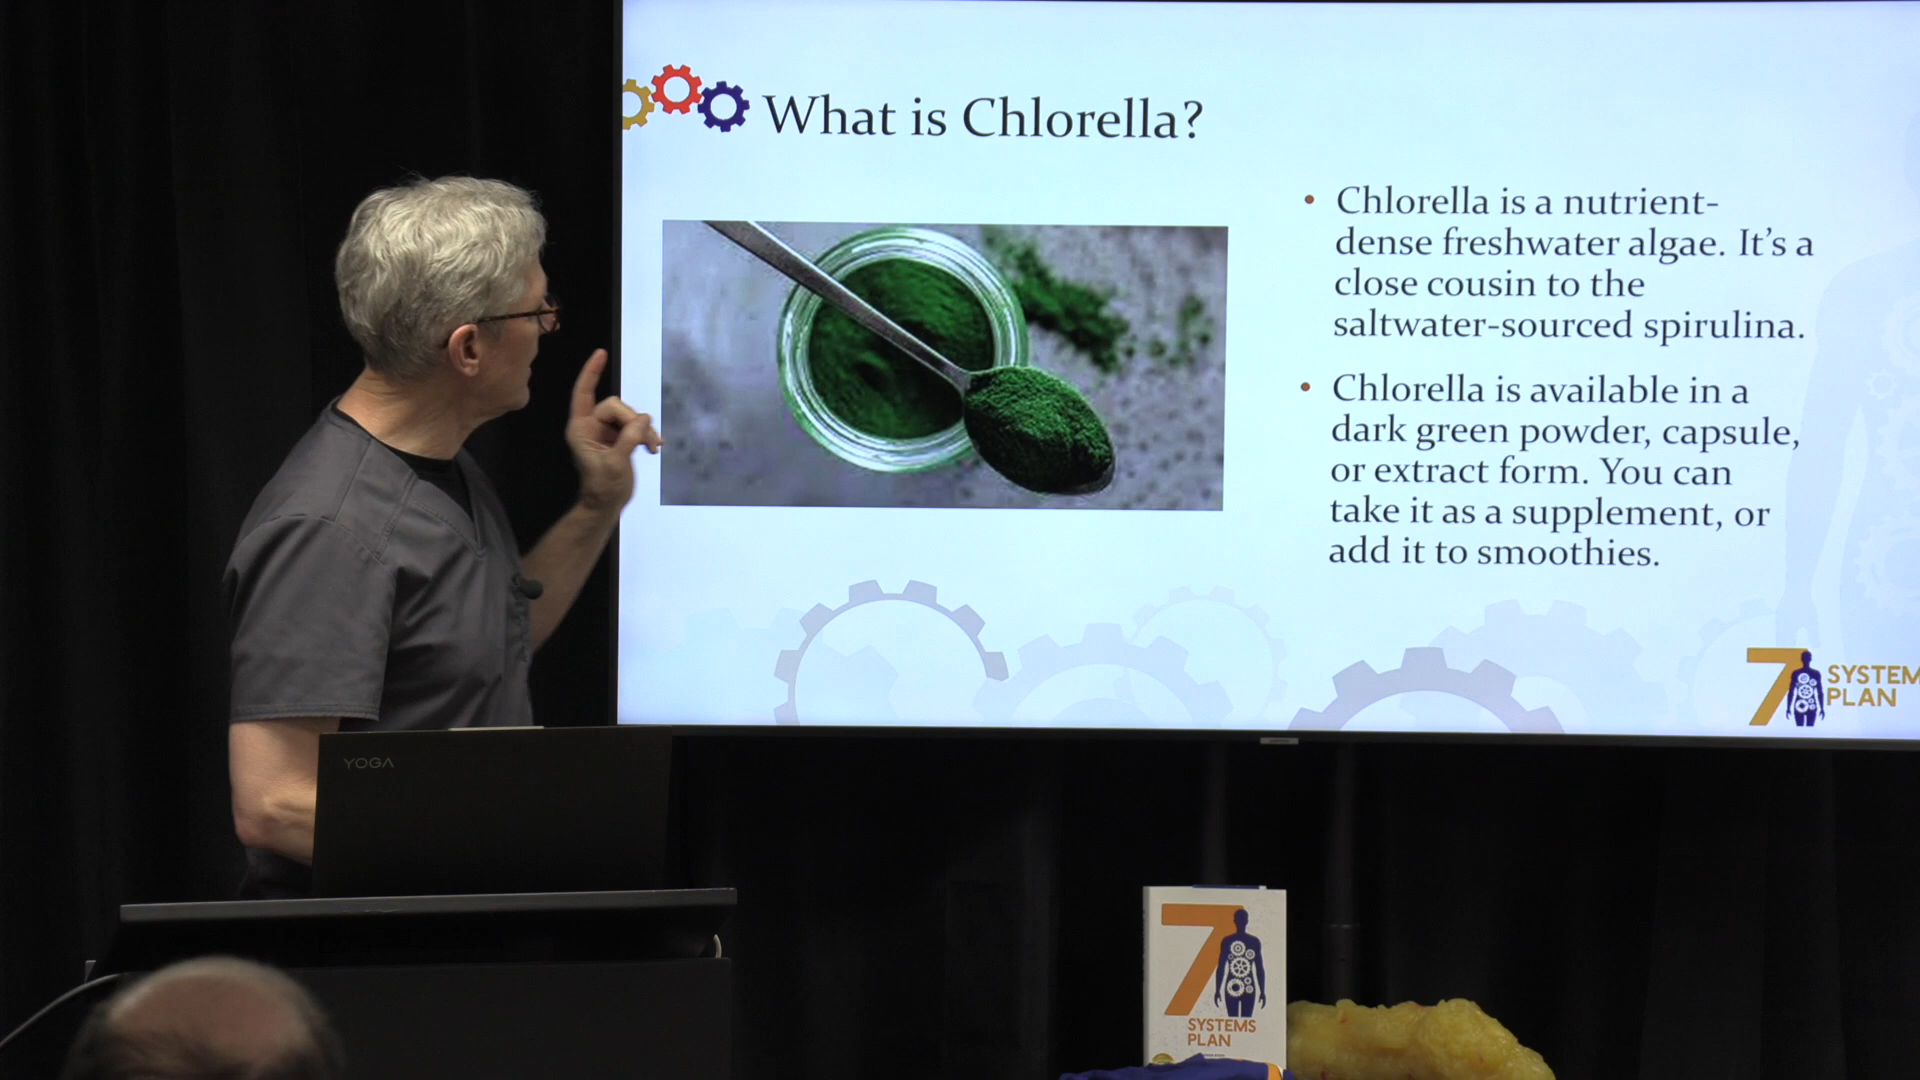 What is Chlorella?
• Chlorella is a nutrient-
dense freshwater algae. It's a
close cousin to the
saltwater-sourced spirulina.
• Chlorella is available in a
dark green powder, capsule,
or extract form. You can
take it as a supplement, or
add it to smoothies.
7 SYSTEM
PLAN
YOGA
7
SYSTEMS
PLAN